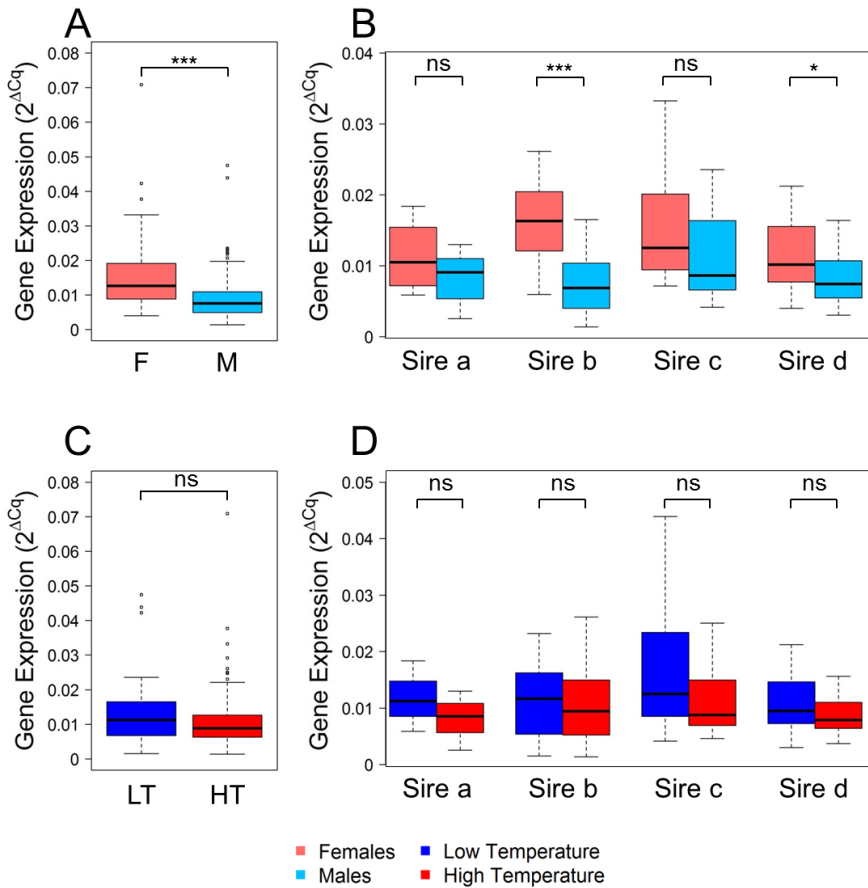 A
B
Gene Expression (2^ΔCq)
0.08
0.07
0.06
0.05
0.04
0.03
0.02
0.01
0
***
F M
Gene Expression (2^ΔCq)
0.04
0.03
0.02
0.01
0
ns *** ns *
Sire a Sire b Sire c Sire d
C
D
Gene Expression (2^ΔCq)
0.08
0.07
0.06
0.05
0.04
0.03
0.02
0.01
0
ns
LT HT
Gene Expression (2^ΔCq)
0.05
0.04
0.03
0.02
0.01
0
ns ns ns ns
Sire a Sire b Sire c Sire d
Females Low Temperature
Males High Temperature